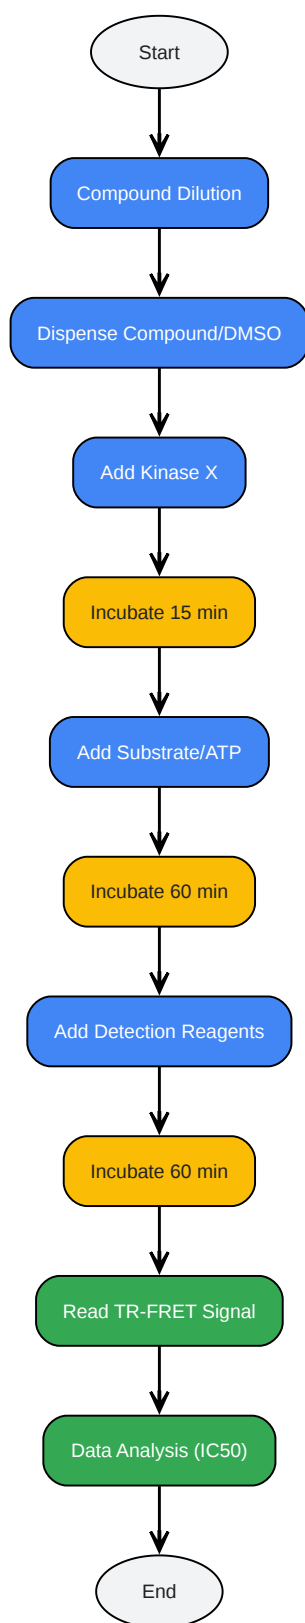 Start
Compound Dilution
Dispense Compound/DMSO
Add Kinase X
Incubate 15 min
Add Substrate/ATP
Incubate 60 min
Add Detection Reagents
Incubate 60 min
Read TR-FRET Signal
Data Analysis (IC50)
End